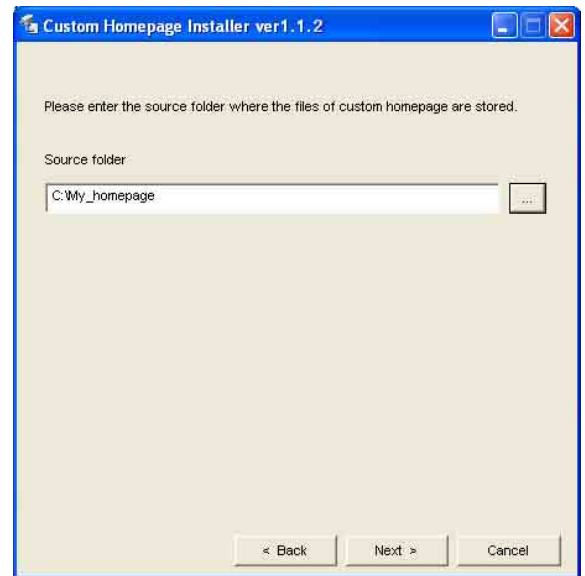 Custom Homepage Installer ver1.1.2
Please enter the source folder where the files of custom homepage are stored.
Source folder
C:\My_homepage
...
< Back
Next >
Cancel